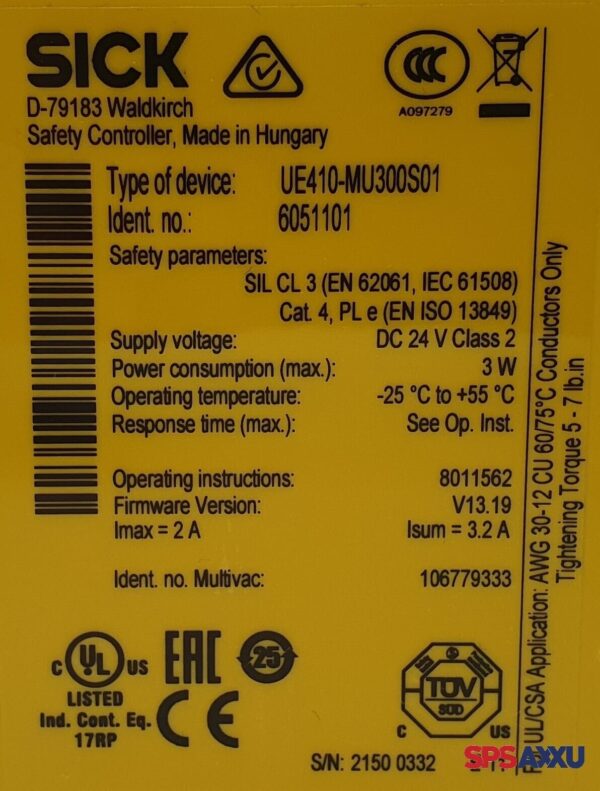 SICK
D-79183 Waldkirch
Safety Controller, Made in Hungary
CCC
A097279
Type of device: UE410-MU300S01
Ident. no.: 6051101
Safety parameters:
SIL CL 3 (EN 62061, IEC 61508)
Cat. 4, PL e (EN ISO 13849)
Supply voltage: DC 24 V Class 2
Power consumption (max.): 3 W
Operating temperature: -25 °C to +55 °C
Response time (max.): See Op. Inst.
Operating instructions: 8011562
Firmware Version: V13.19
Imax = 2 A Isum = 3.2 A
Ident. no. Multivac: 106779333
UL/CSA Application: AWG 30-12 CU 60/75°C Conductors Only
Tightening Torque 5 - 7 lb.in
C UL US
LISTED
Ind. Cont. Eq.
17RP
EAC
25
CE
TÜV
SÜD
C US
S/N: 2150 0332
SPSAXXU